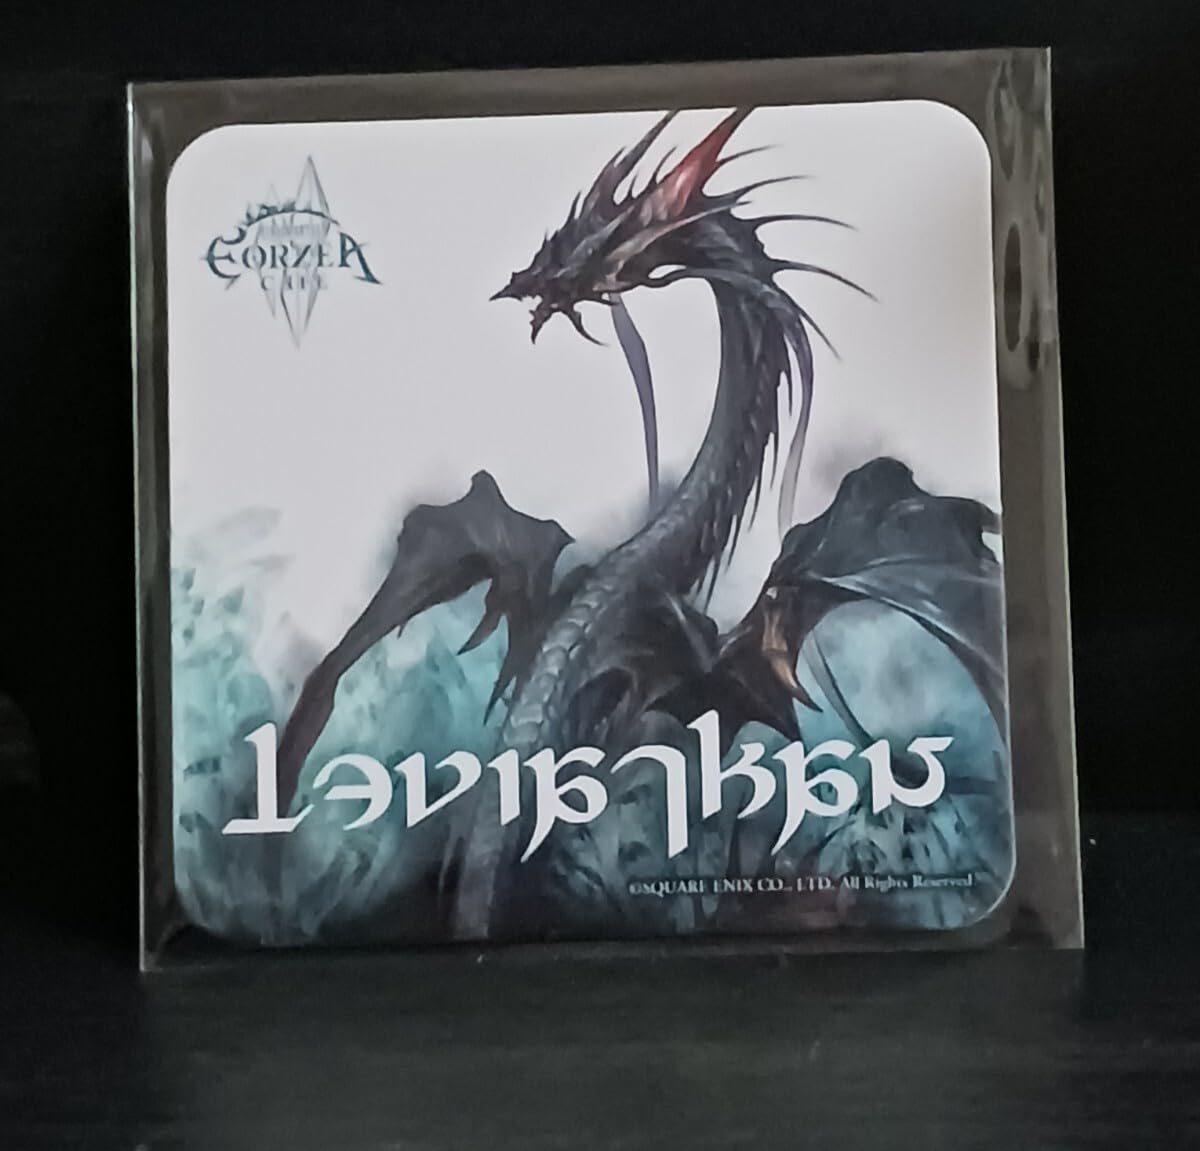 EORZEA
CAFE
Leviathan
©SQUARE ENIX CO., LTD. All Rights Reserved